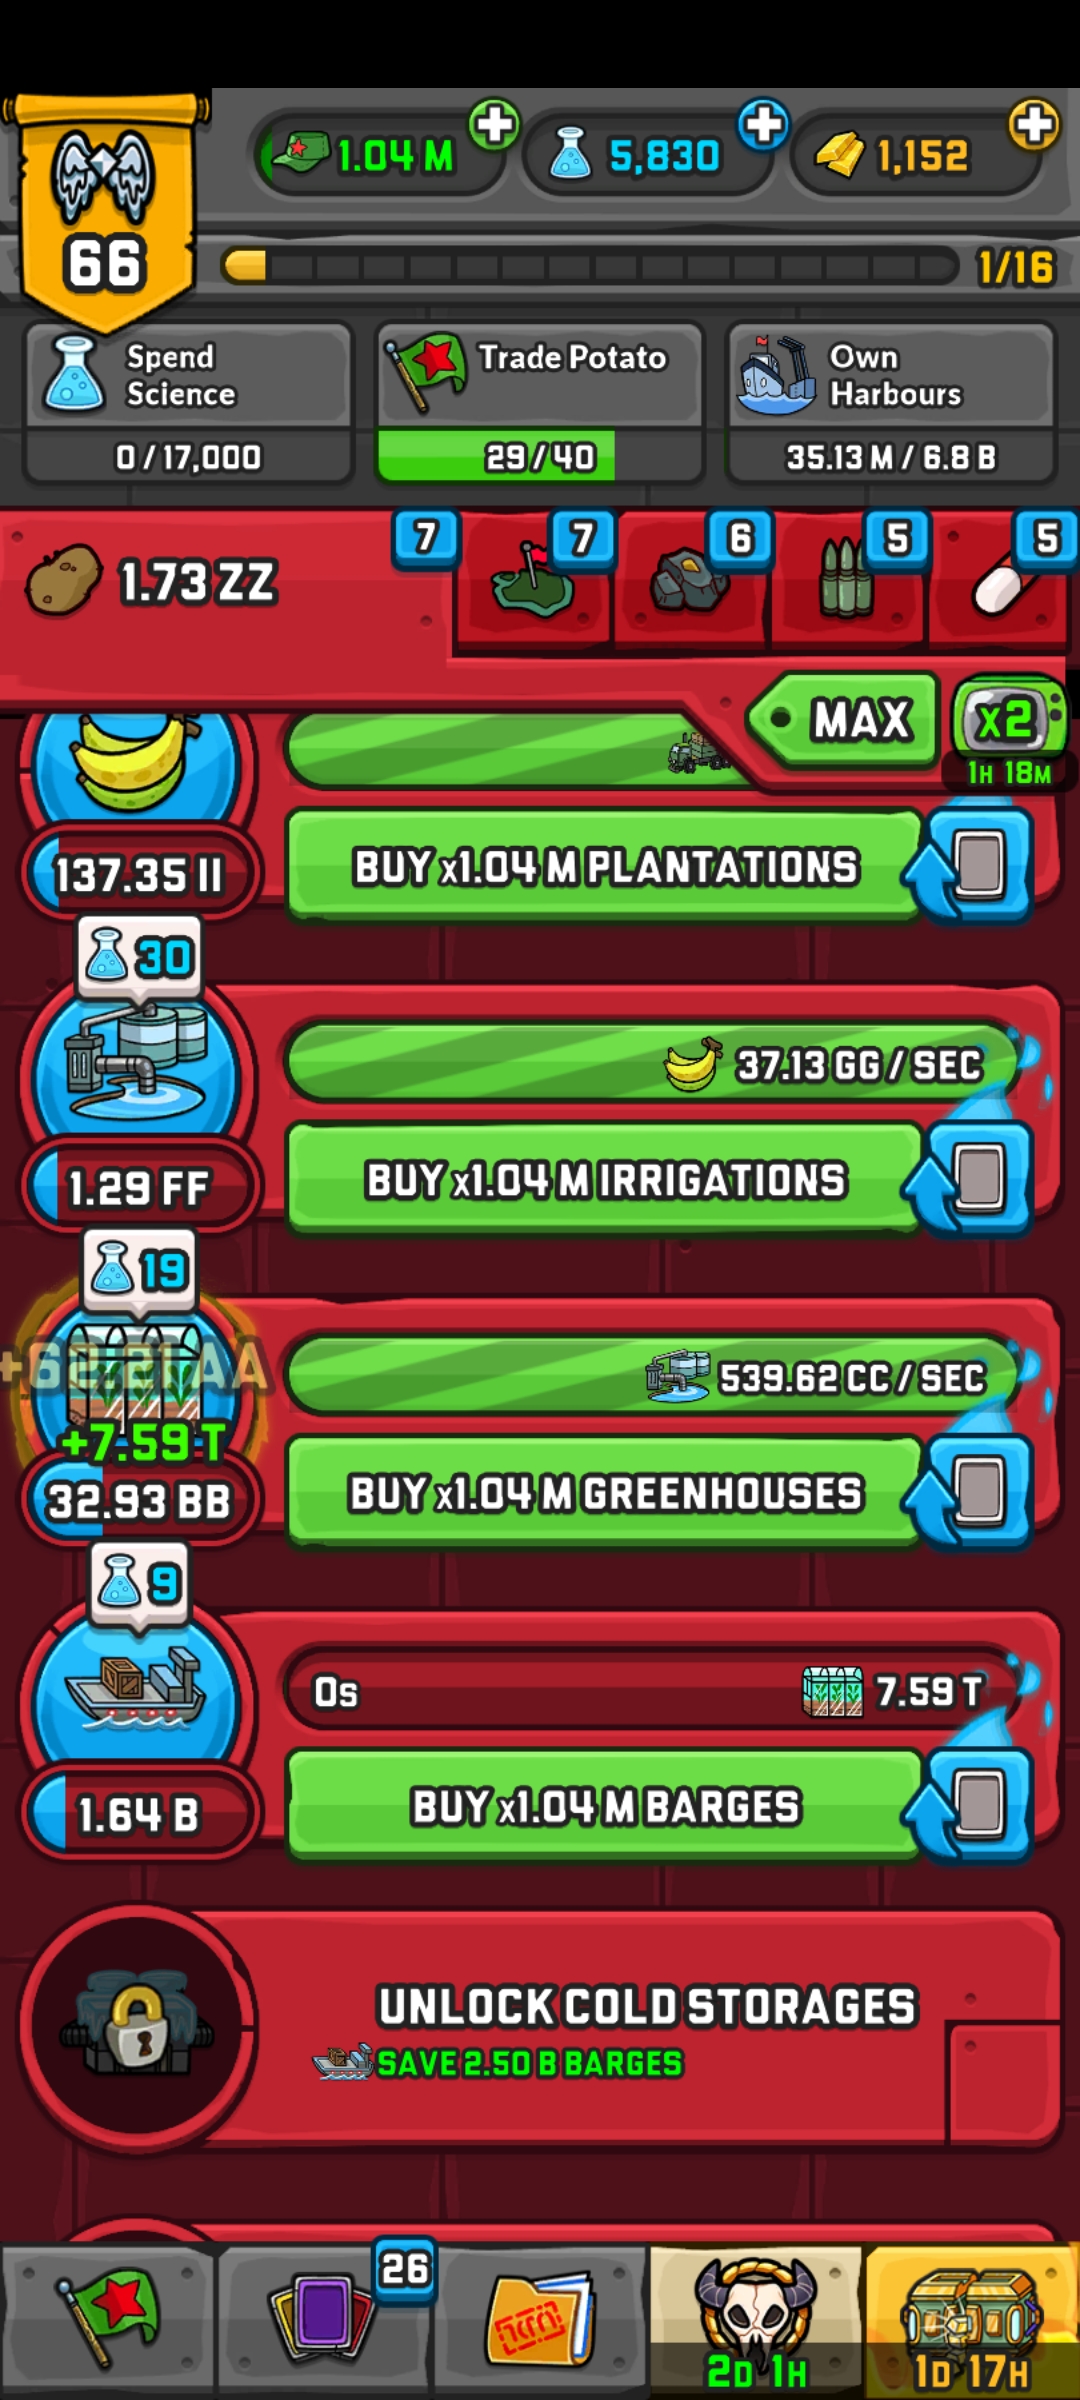 1.04 M
5,830
1,152
66
1/16
Spend
Science
0 / 17,000
Trade Potato
29 / 40
Own
Harbours
35.13 M / 6.8 B
1.73 ZZ
7
7
6
5
5
MAX
x2
1H 18M
137.35 II
BUY x1.04 M PLANTATIONS
30
37.13 GG / SEC
1.29 FF
BUY x1.04 M IRRIGATIONS
19
539.62 CC / SEC
+7.59 T
32.93 BB
BUY x1.04 M GREENHOUSES
9
0s
7.59 T
1.64 B
BUY x1.04 M BARGES
UNLOCK COLD STORAGES
SAVE 2.50 B BARGES
26
2D 1H
1D 17H